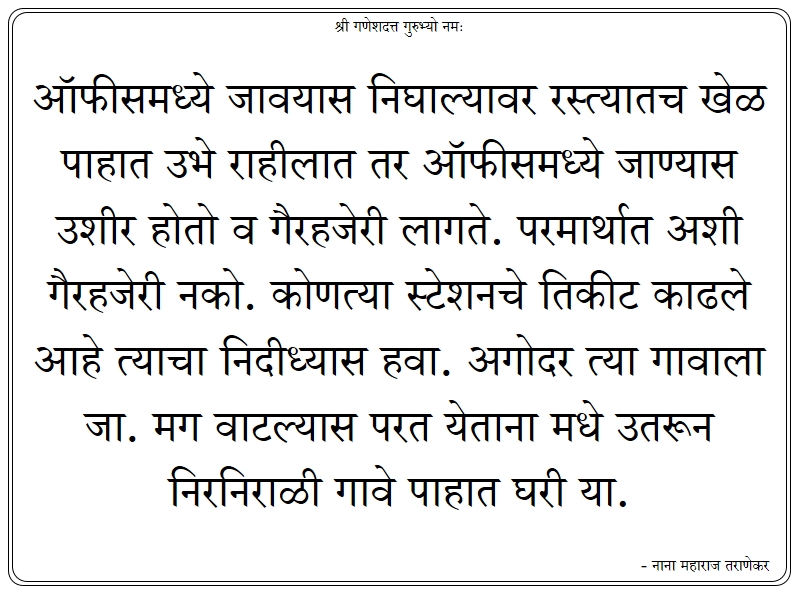 श्री गणेशदत्त गुरुभ्यो नमः
ऑफीसमध्ये जावयास निघाल्यावर रस्त्यातच खेळ
पाहात उभे राहीलात तर ऑफीसमध्ये जाण्यास
उशीर होतो व गैरहजेरी लागते. परमार्थात अशी
गैरहजेरी नको. कोणत्या स्टेशनचे तिकीट काढले
आहे त्याचा निदीध्यास हवा. अगोदर त्या गावाला
जा. मग वाटल्यास परत येताना मधे उतरून
निरनिराळी गावे पाहात घरी या.
- नाना महाराज तराणेकर